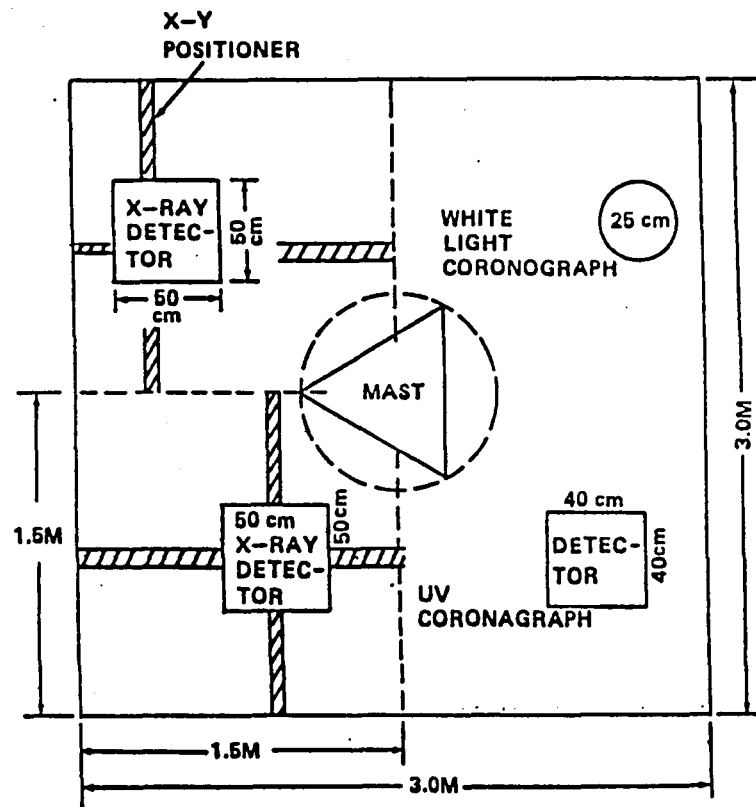 X-Y
POSITIONER
X-RAY
DETEC-
TOR
50
cm
50
cm
WHITE
LIGHT
CORONOGRAPH
25 cm
MAST
3.0M
1.5M
50 cm
X-RAY
DETEC-
TOR
50cm
40 cm
DETEC-
TOR
40cm
UV
CORONAGRAPH
1.5M
3.0M